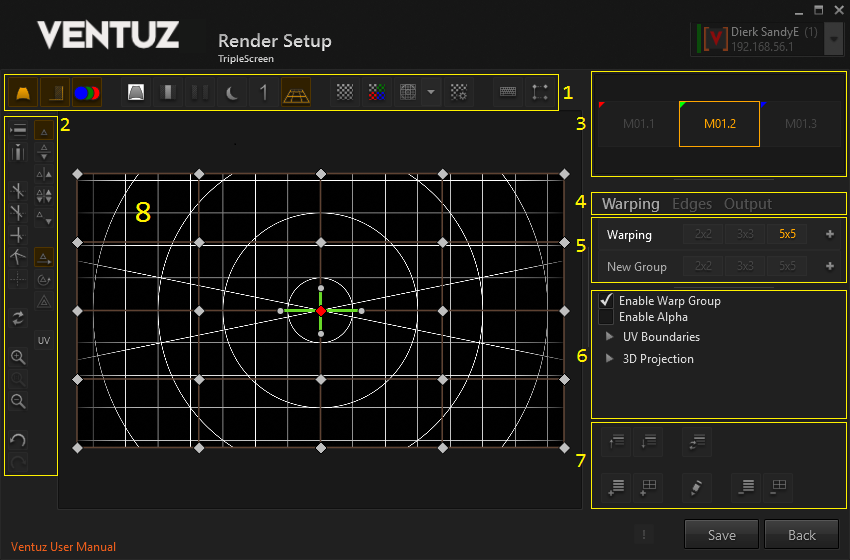 VENTUZ
Render Setup
TripleScreen
Dierk SandyE (1)
192.168.56.1
1
2
3
M01.1 M01.2 M01.3
4
Warping Edges Output
5
Warping 2x2 3x3 5x5 +
New Group 2x2 3x3 5x5 +
6
Enable Warp Group
Enable Alpha
UV Boundaries
3D Projection
UV
7
8
! Save Back
Ventuz User Manual